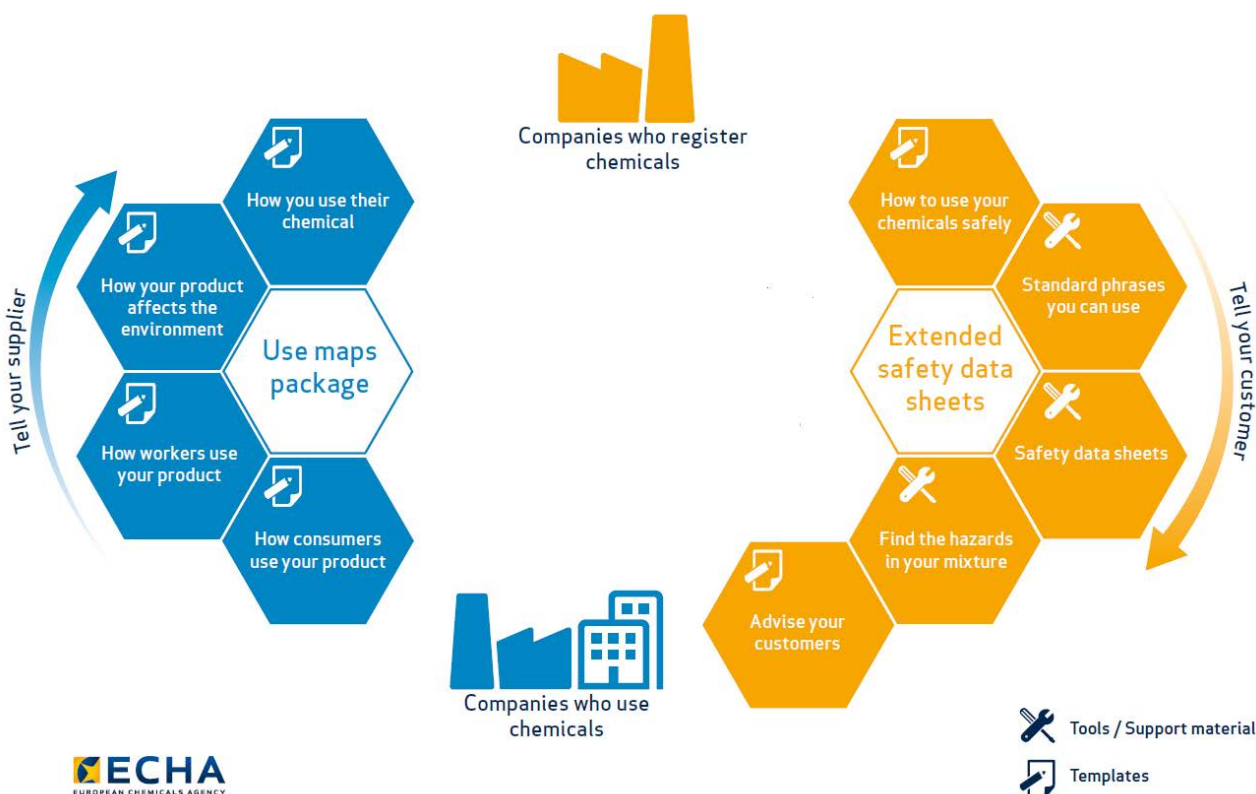 Companies who register
chemicals
Tell your supplier
How you use their
chemical
How your product
affects the
environment
Use maps
package
How workers use
your product
How consumers
use your product
How to use your
chemicals safely
Standard phrases
you can use
Extended
safety data
sheets
Safety data sheets
Find the hazards
in your mixture
Advise your
customers
Tell your customer
Companies who use
chemicals
Tools / Support material
Templates
ECHA
EUROPEAN CHEMICALS AGENCY